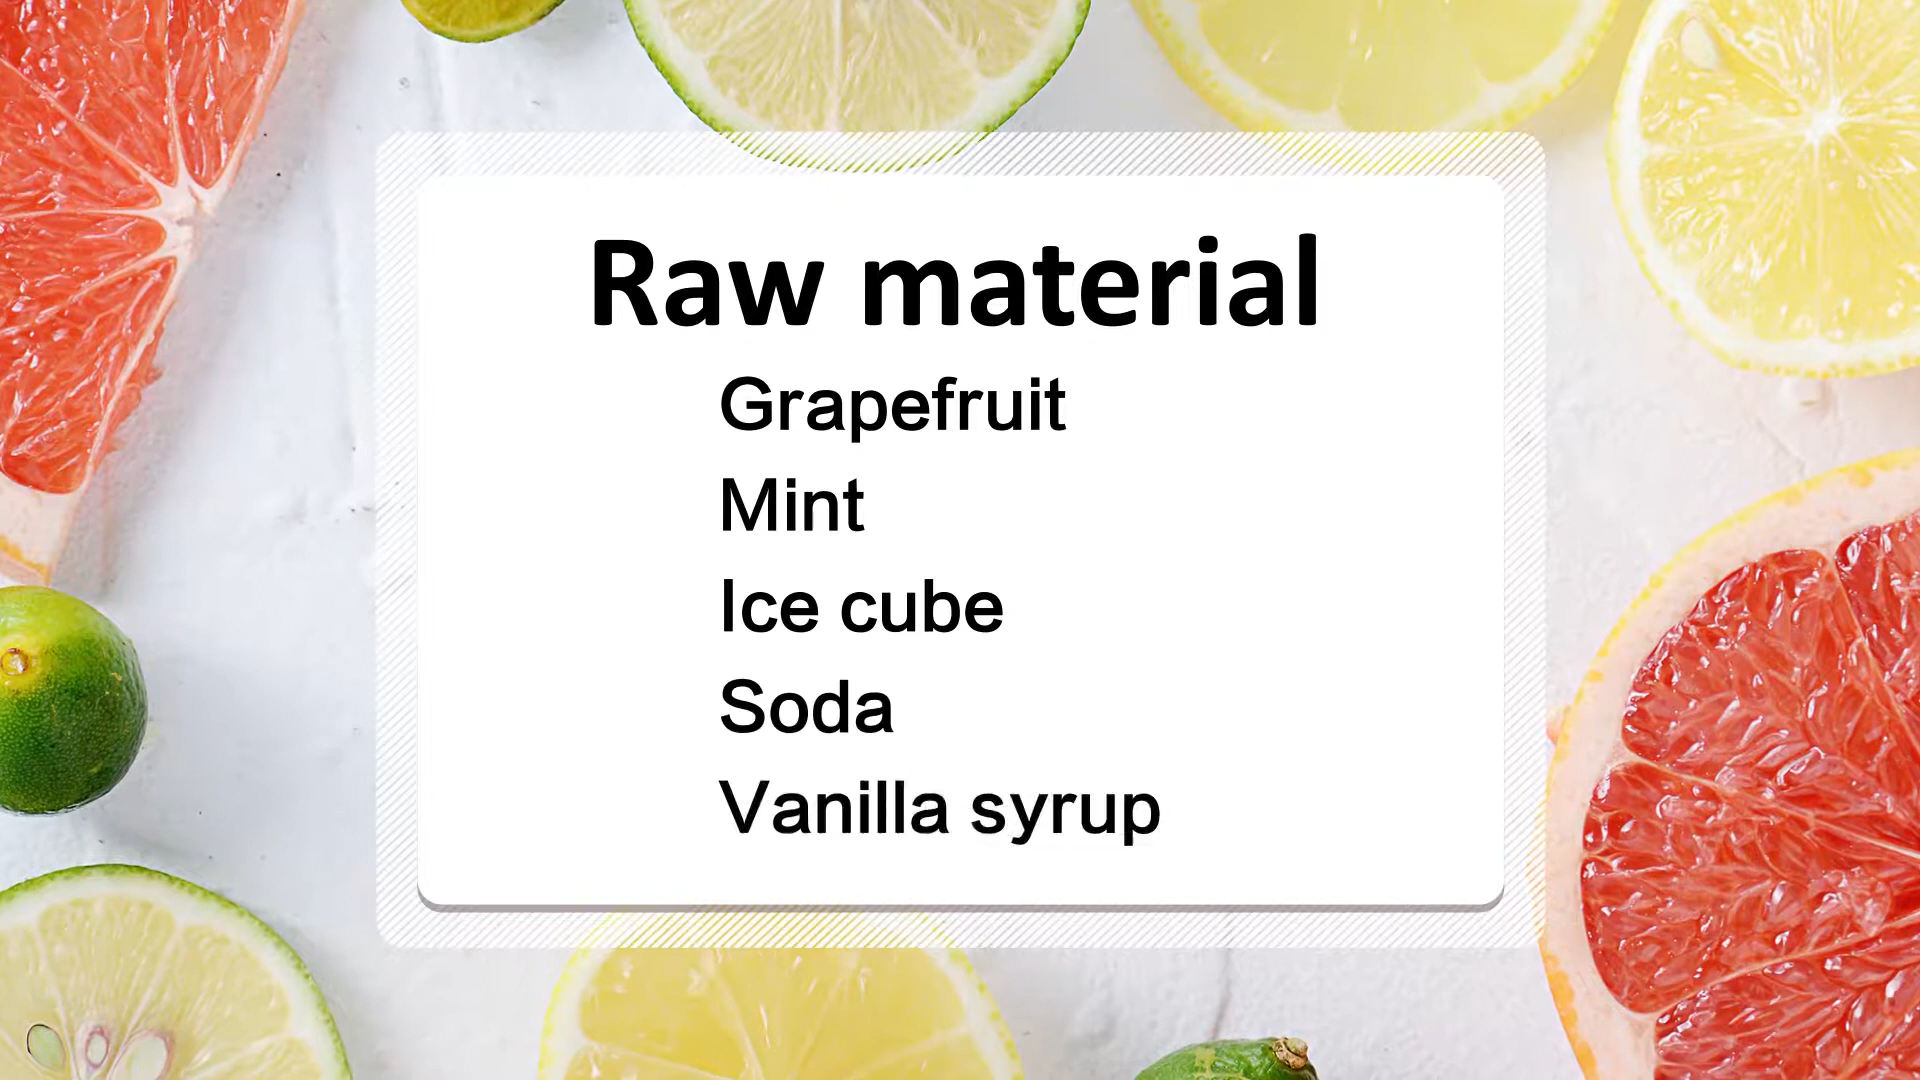 Raw material
Grapefruit
Mint
Ice cube
Soda
Vanilla syrup